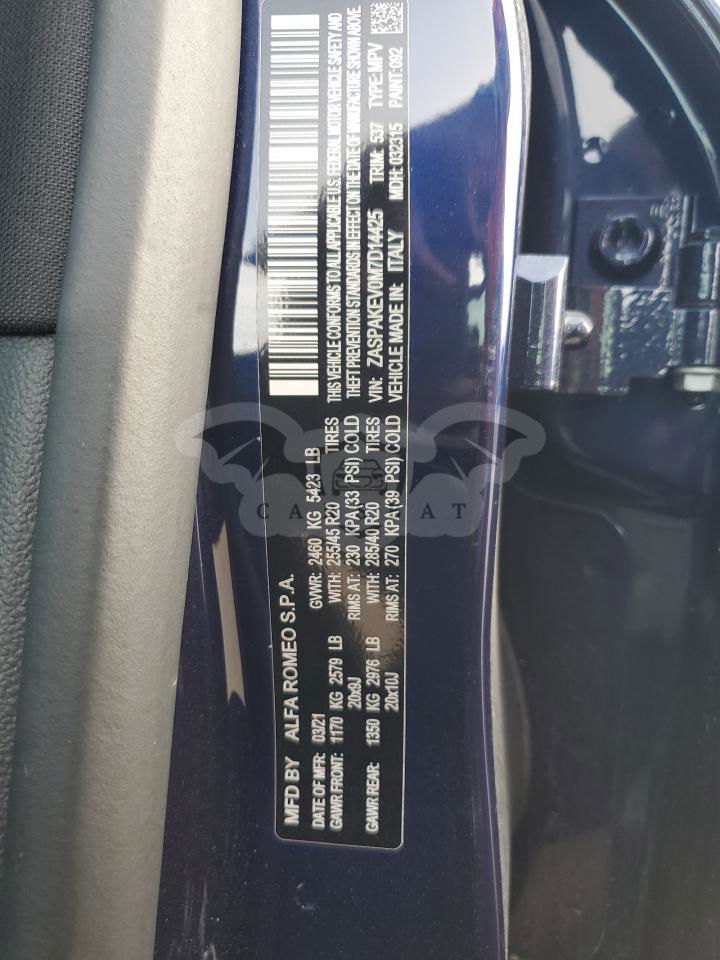 MFD BY ALFA ROMEO S.P.A.
DATE OF MFR: 03/21 GVWR: 2460 KG 5423 LB
GAWR FRONT: 1170 KG 2579 LB WITH: 255/45 R20 TIRES
20x9J RIMS AT: 230 KPA(33 PSI) COLD
GAWR REAR: 1350 KG 2976 LB WITH: 285/40 R20 TIRES
20x10J RIMS AT: 270 KPA(39 PSI) COLD
THIS VEHICLE CONFORMS TO ALL APPLICABLE U.S. FEDERAL MOTOR VEHICLE SAFETY AND
THEFT PREVENTION STANDARDS IN EFFECT ON THE DATE OF MANUFACTURE SHOWN ABOVE.
VIN: ZASPAKEV0M7D14425 TRIM: 537 TYPE: MPV
VEHICLE MADE IN: ITALY MDH: 032315 PAINT: 092